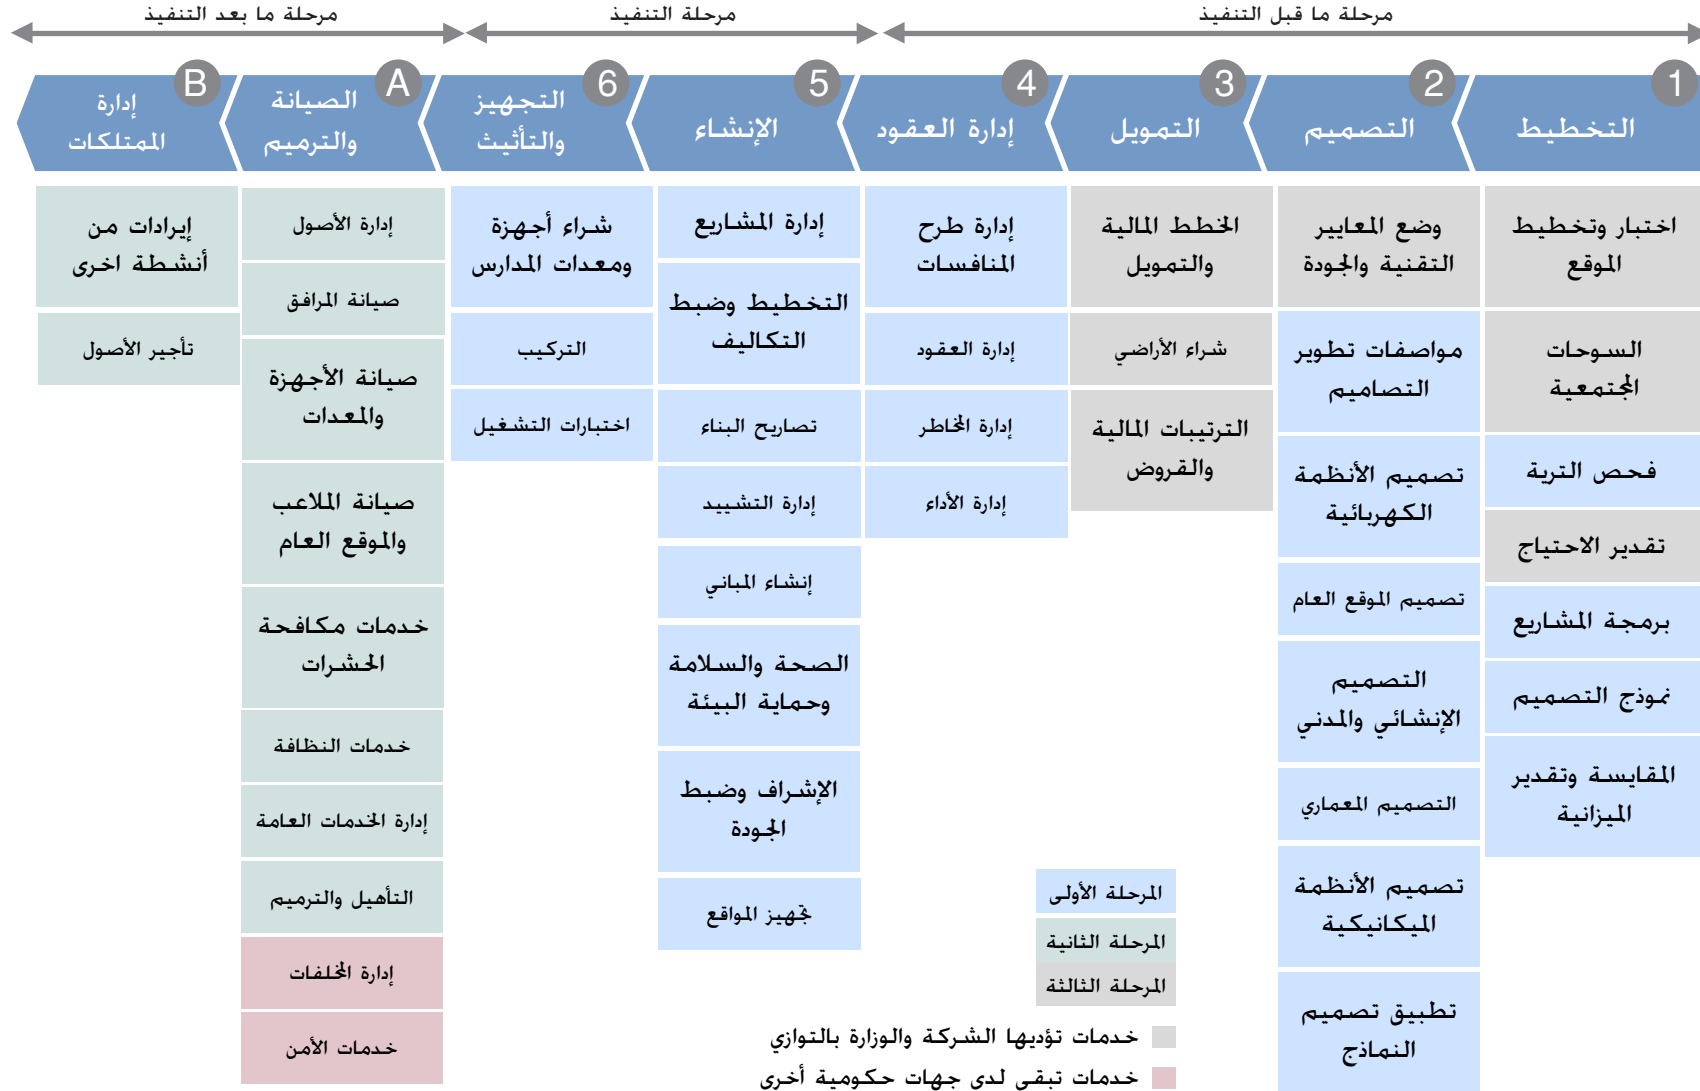 مرحلة ما قبل التنفيذ
مرحلة التنفيذ
مرحلة ما بعد التنفيذ
1
التخطيط
2
التصميم
3
التمويل
4
إدارة العقود
5
الإنشاء
6
التجهيز
والتأثيث
A
الصيانة
والترميم
B
إدارة
الممتلكات
اختبار وتخطيط
الموقع
السوحات
المجتمعية
فحص الترية
تقدير الاحتياج
برمجة المشاريع
نموذج التصميم
المقايسة وتقدير
الميزانية
وضع المعايير
التقنية والجودة
مواصفات تطوير
التصاميم
تصميم الأنظمة
الكهربائية
تصميم الموقع العام
التصميم
الإنشائي والمدني
التصميم المعماري
تصميم الأنظمة
الميكانيكية
تطبيق تصميم
النماذج
الخطط المالية
والتمويل
شراء الأراضي
الترتيبات المالية
والقروض
إدارة طرح
المنافسات
إدارة العقود
إدارة المخاطر
إدارة الأداء
إدارة المشاريع
التخطيط وضبط
التكاليف
تصاريح البناء
إدارة التشييد
إنشاء المباني
الصحة والسلامة
وحماية البيئة
الإشراف وضبط
الجودة
تجهيز المواقع
شراء أجهزة
ومعدات المدارس
التركيب
اختبارات التشغيل
إدارة الأصول
صيانة المرافق
صيانة الأجهزة
والمعدات
صيانة الملاعب
والموقع العام
خدمات مكافحة
الحشرات
خدمات النظافة
إدارة الخدمات العامة
التأهيل والترميم
إدارة المخلفات
خدمات الأمن
إيرادات من
أنشطة اخرى
تأجير الأصول
المرحلة الأولى
المرحلة الثانية
المرحلة الثالثة
خدمات تؤديها الشركة والوزارة بالتوازي
خدمات تبقى لدى جهات حكومية أخرى